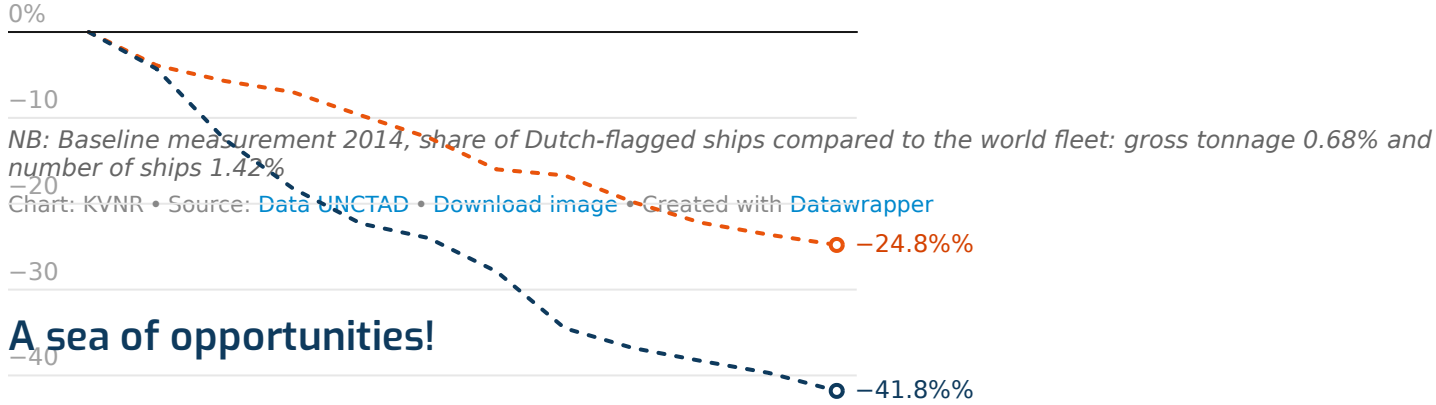 0%
−10
NB: Baseline measurement 2014, share of Dutch-flagged ships compared to the world fleet: gross tonnage 0.68% and
number of ships 1.42%
−20
Chart: KVNR • Source: Data UNCTAD • Download image • Created with Datawrapper
−24.8%%
−30
A sea of opportunities!
−40
−41.8%%